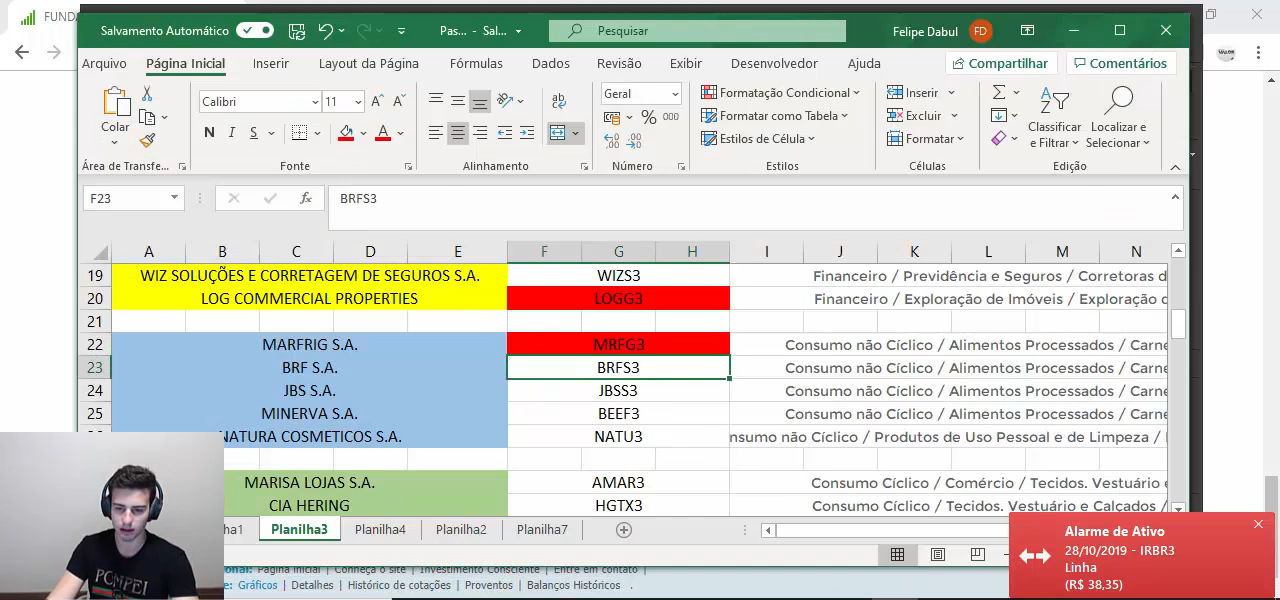 FUNDA
Salvamento Automático
Pas... - Sal...
Pesquisar
Felipe Dabul
FD
Arquivo
Página Inicial
Inserir
Layout da Página
Fórmulas
Dados
Revisão
Exibir
Desenvolvedor
Ajuda
Compartilhar
Comentários
Colar
Calibri
11
N I S
A
Geral
% 000
Formatação Condicional
Formatar como Tabela
Estilos de Célula
Inserir
Excluir
Formatar
Classificar e Filtrar
Localizar e Selecionar
Área de Transfe...
Fonte
Alinhamento
Número
Estilos
Células
Edição
F23
fx
BRFS3
A B C D E F G H I J K L M N
19 WIZ SOLUÇÕES E CORRETAGEM DE SEGUROS S.A. WIZS3 Financeiro / Previdência e Seguros / Corretoras d
20 LOG COMMERCIAL PROPERTIES LOGG3 Financeiro / Exploração de Imóveis / Exploração d
21
22 MARFRIG S.A. MRFG3 Consumo não Cíclico / Alimentos Processados / Carne
23 BRF S.A. BRFS3 Consumo não Cíclico / Alimentos Processados / Carne
24 JBS S.A. JBSS3 Consumo não Cíclico / Alimentos Processados / Carne
25 MINERVA S.A. BEEF3 Consumo não Cíclico / Alimentos Processados / Carne
NATURA COSMETICOS S.A. NATU3 nsumo não Cíclico / Produtos de Uso Pessoal e de Limpeza /
MARISA LOJAS S.A. AMAR3 Consumo Cíclico / Comércio / Tecidos. Vestuário e
CIA HERING HGTX3 Consumo Cíclico / Tecidos. Vestuário e Calçados /
ha1
Planilha3
Planilha4
Planilha2
Planilha7
Alarme de Ativo
28/10/2019 - IRBR3
Linha
(R$ 38,35)
POMPEI
cional: Página Inicial | Conheça o site | Investimento Consciente | Entre em contato |
e: Gráficos | Detalhes | Histórico de cotações | Proventos | Balanços Históricos .